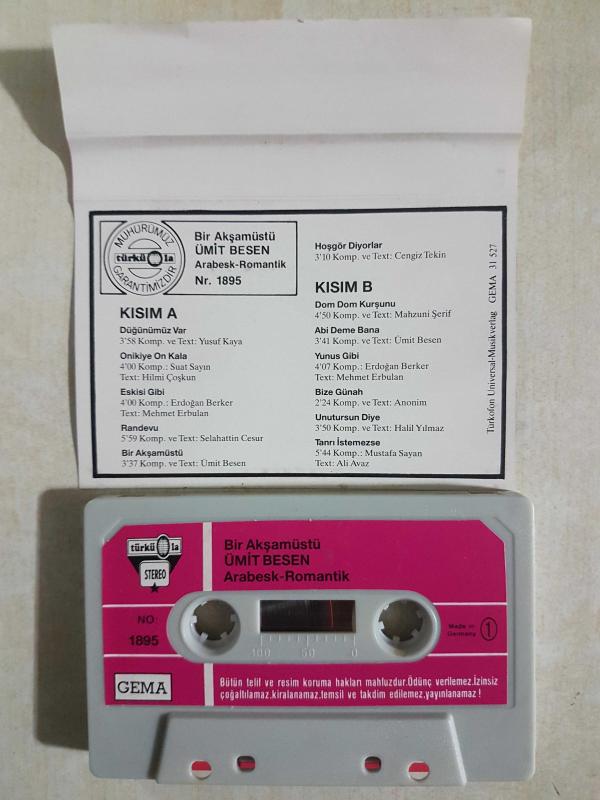 MÜHÜRÜMÜZ
türkü la
GARANTİMİZDİR
Bir Akşamüstü
ÜMİT BESEN
Arabesk-Romantik
Nr. 1895
KISIM A
Düğünümüz Var
3'58 Komp. ve Text: Yusuf Kaya
Onikiye On Kala
4'00 Komp.: Suat Sayın
Text: Hilmi Çoşkun
Eskisi Gibi
4'00 Komp.: Erdoğan Berker
Text: Mehmet Erbulan
Randevu
5'59 Komp. ve Text: Selahattin Cesur
Bir Akşamüstü
3'37 Komp. ve Text: Ümit Besen
Hoşgör Diyorlar
3'10 Komp. ve Text: Cengiz Tekin
KISIM B
Dom Dom Kurşunu
4'50 Komp. ve Text: Mahzuni Şerif
Abi Deme Bana
3'41 Komp. ve Text: Ümit Besen
Yunus Gibi
4'07 Komp.: Erdoğan Berker
Text: Mehmet Erbulan
Bize Günah
2'24 Komp. ve Text: Anonim
Unutursun Diye
3'50 Komp. ve Text: Halil Yılmaz
Tanrı İstemezse
5'44 Komp.: Mustafa Sayan
Text: Ali Avaz
Türkofon Universal-Musikverlag GEMA 31 527
türkü la
STEREO
Bir Akşamüstü
ÜMİT BESEN
Arabesk-Romantik
NO:
1895
100 50 0
Made in
Germany
1
GEMA
Bütün telif ve resim koruma hakları mahfuzdur.Ödünç verilemez.İzinsiz
çoğaltılamaz,kiralanamaz,temsil ve takdim edilemez,yayınlanamaz!